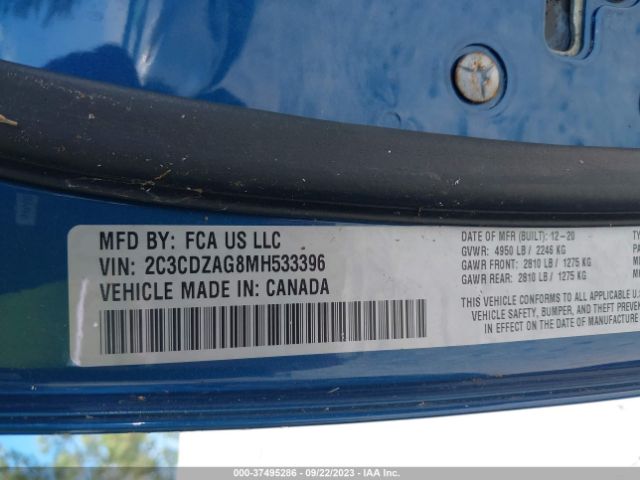 MFD BY: FCA US LLC
VIN: 2C3CDZAG8MH533396
VEHICLE MADE IN: CANADA
DATE OF MFR (BUILT): 12-20
GVWR: 4950 LB / 2246 KG
GAWR FRONT: 2810 LB / 1275 KG
GAWR REAR: 2810 LB / 1275 KG
THIS VEHICLE CONFORMS TO ALL APPLICABLE U.S
VEHICLE SAFETY, BUMPER, AND THEFT PREVEN
IN EFFECT ON THE DATE OF MANUFACTURE
000-37495286 - 09/22/2023 - IAA Inc.